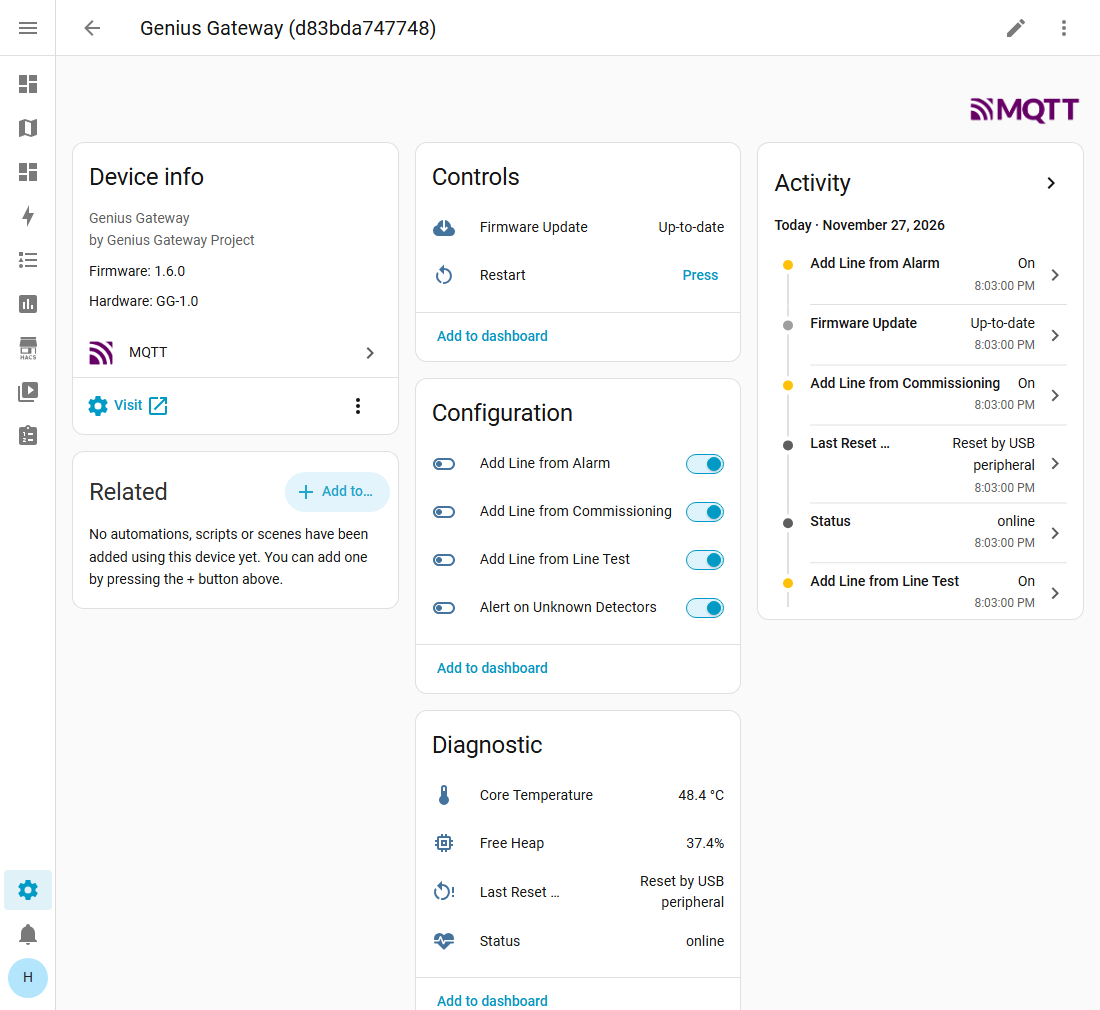 Genius Gateway (d83bda747748)
MQTT
Device info
Genius Gateway
by Genius Gateway Project
Firmware: 1.6.0
Hardware: GG-1.0
MQTT
Visit
Related
Add to…
No automations, scripts or scenes have been
added using this device yet. You can add one
by pressing the + button above.
Controls
Firmware Update Up-to-date
Restart Press
Add to dashboard
Configuration
Add Line from Alarm
Add Line from Commissioning
Add Line from Line Test
Alert on Unknown Detectors
Add to dashboard
Diagnostic
Core Temperature 48.4 °C
Free Heap 37.4%
Last Reset … Reset by USB
peripheral
Status online
Add to dashboard
Activity
Today · November 27, 2026
Add Line from Alarm On
8:03:00 PM
Firmware Update Up-to-date
8:03:00 PM
Add Line from Commissioning On
8:03:00 PM
Last Reset … Reset by USB
peripheral
8:03:00 PM
Status online
8:03:00 PM
Add Line from Line Test On
8:03:00 PM
HACS
H